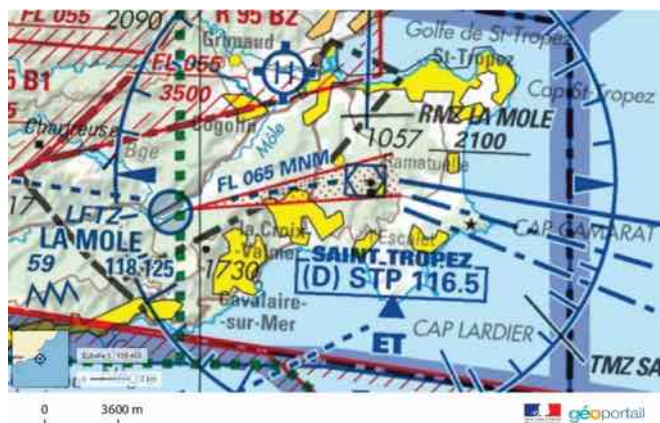 2090
FL 055
R 95 B2
FL 055
3500
5 B1
Grimaud
H
Golfe de St-Tropez
St-Tropez
Cap St-Tropez
Chartreuse
Bge
Cogolin
Môle
RMZ LA MOLE
2100
1057
Ramatuelle
FL 065 MNM
17
LFTZ
LA MOLE
118.125
59
la Croix-
Valmer
l'Escalet
CAP CAMARAT
SAINT TROPEZ
(D) STP 116.5
1730
Cavalaire-
sur-Mer
CAP LARDIER
ET
TMZ SA
0 3600 m
géoportail